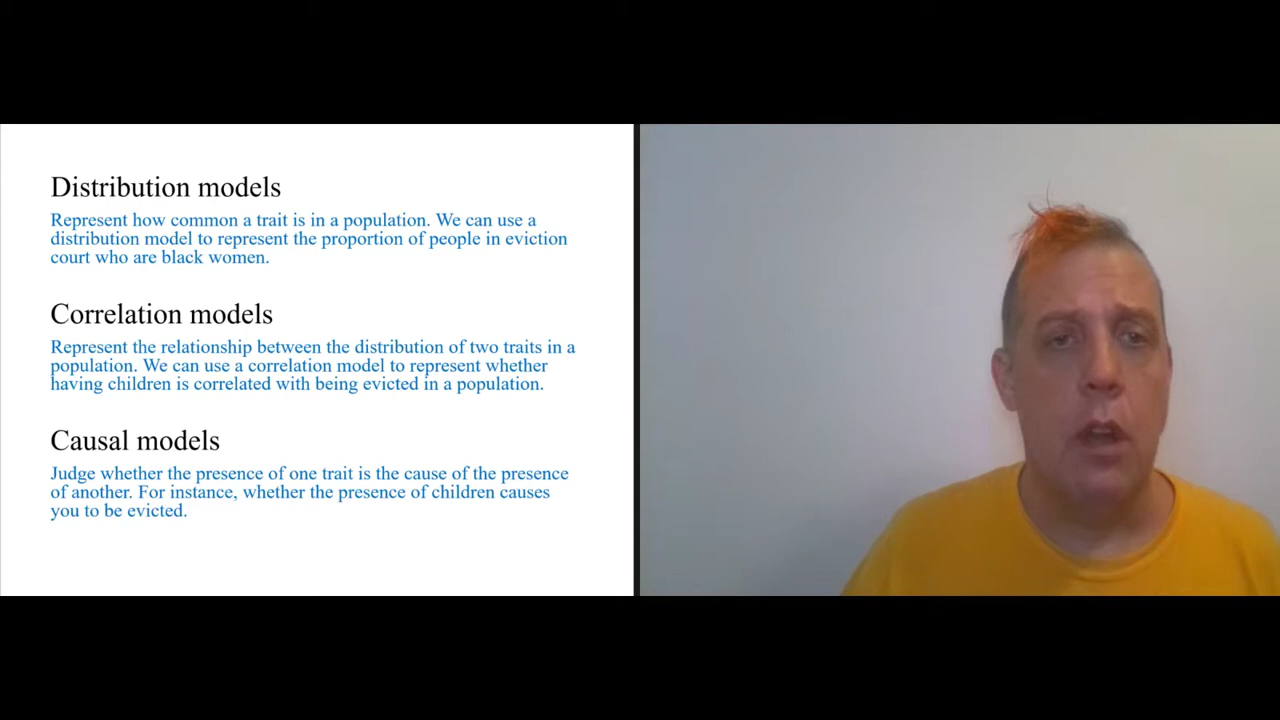 Distribution models
Represent how common a trait is in a population. We can use a
distribution model to represent the proportion of people in eviction
court who are black women.
Correlation models
Represent the relationship between the distribution of two traits in a
population. We can use a correlation model to represent whether
having children is correlated with being evicted in a population.
Causal models
Judge whether the presence of one trait is the cause of the presence
of another. For instance, whether the presence of children causes
you to be evicted.